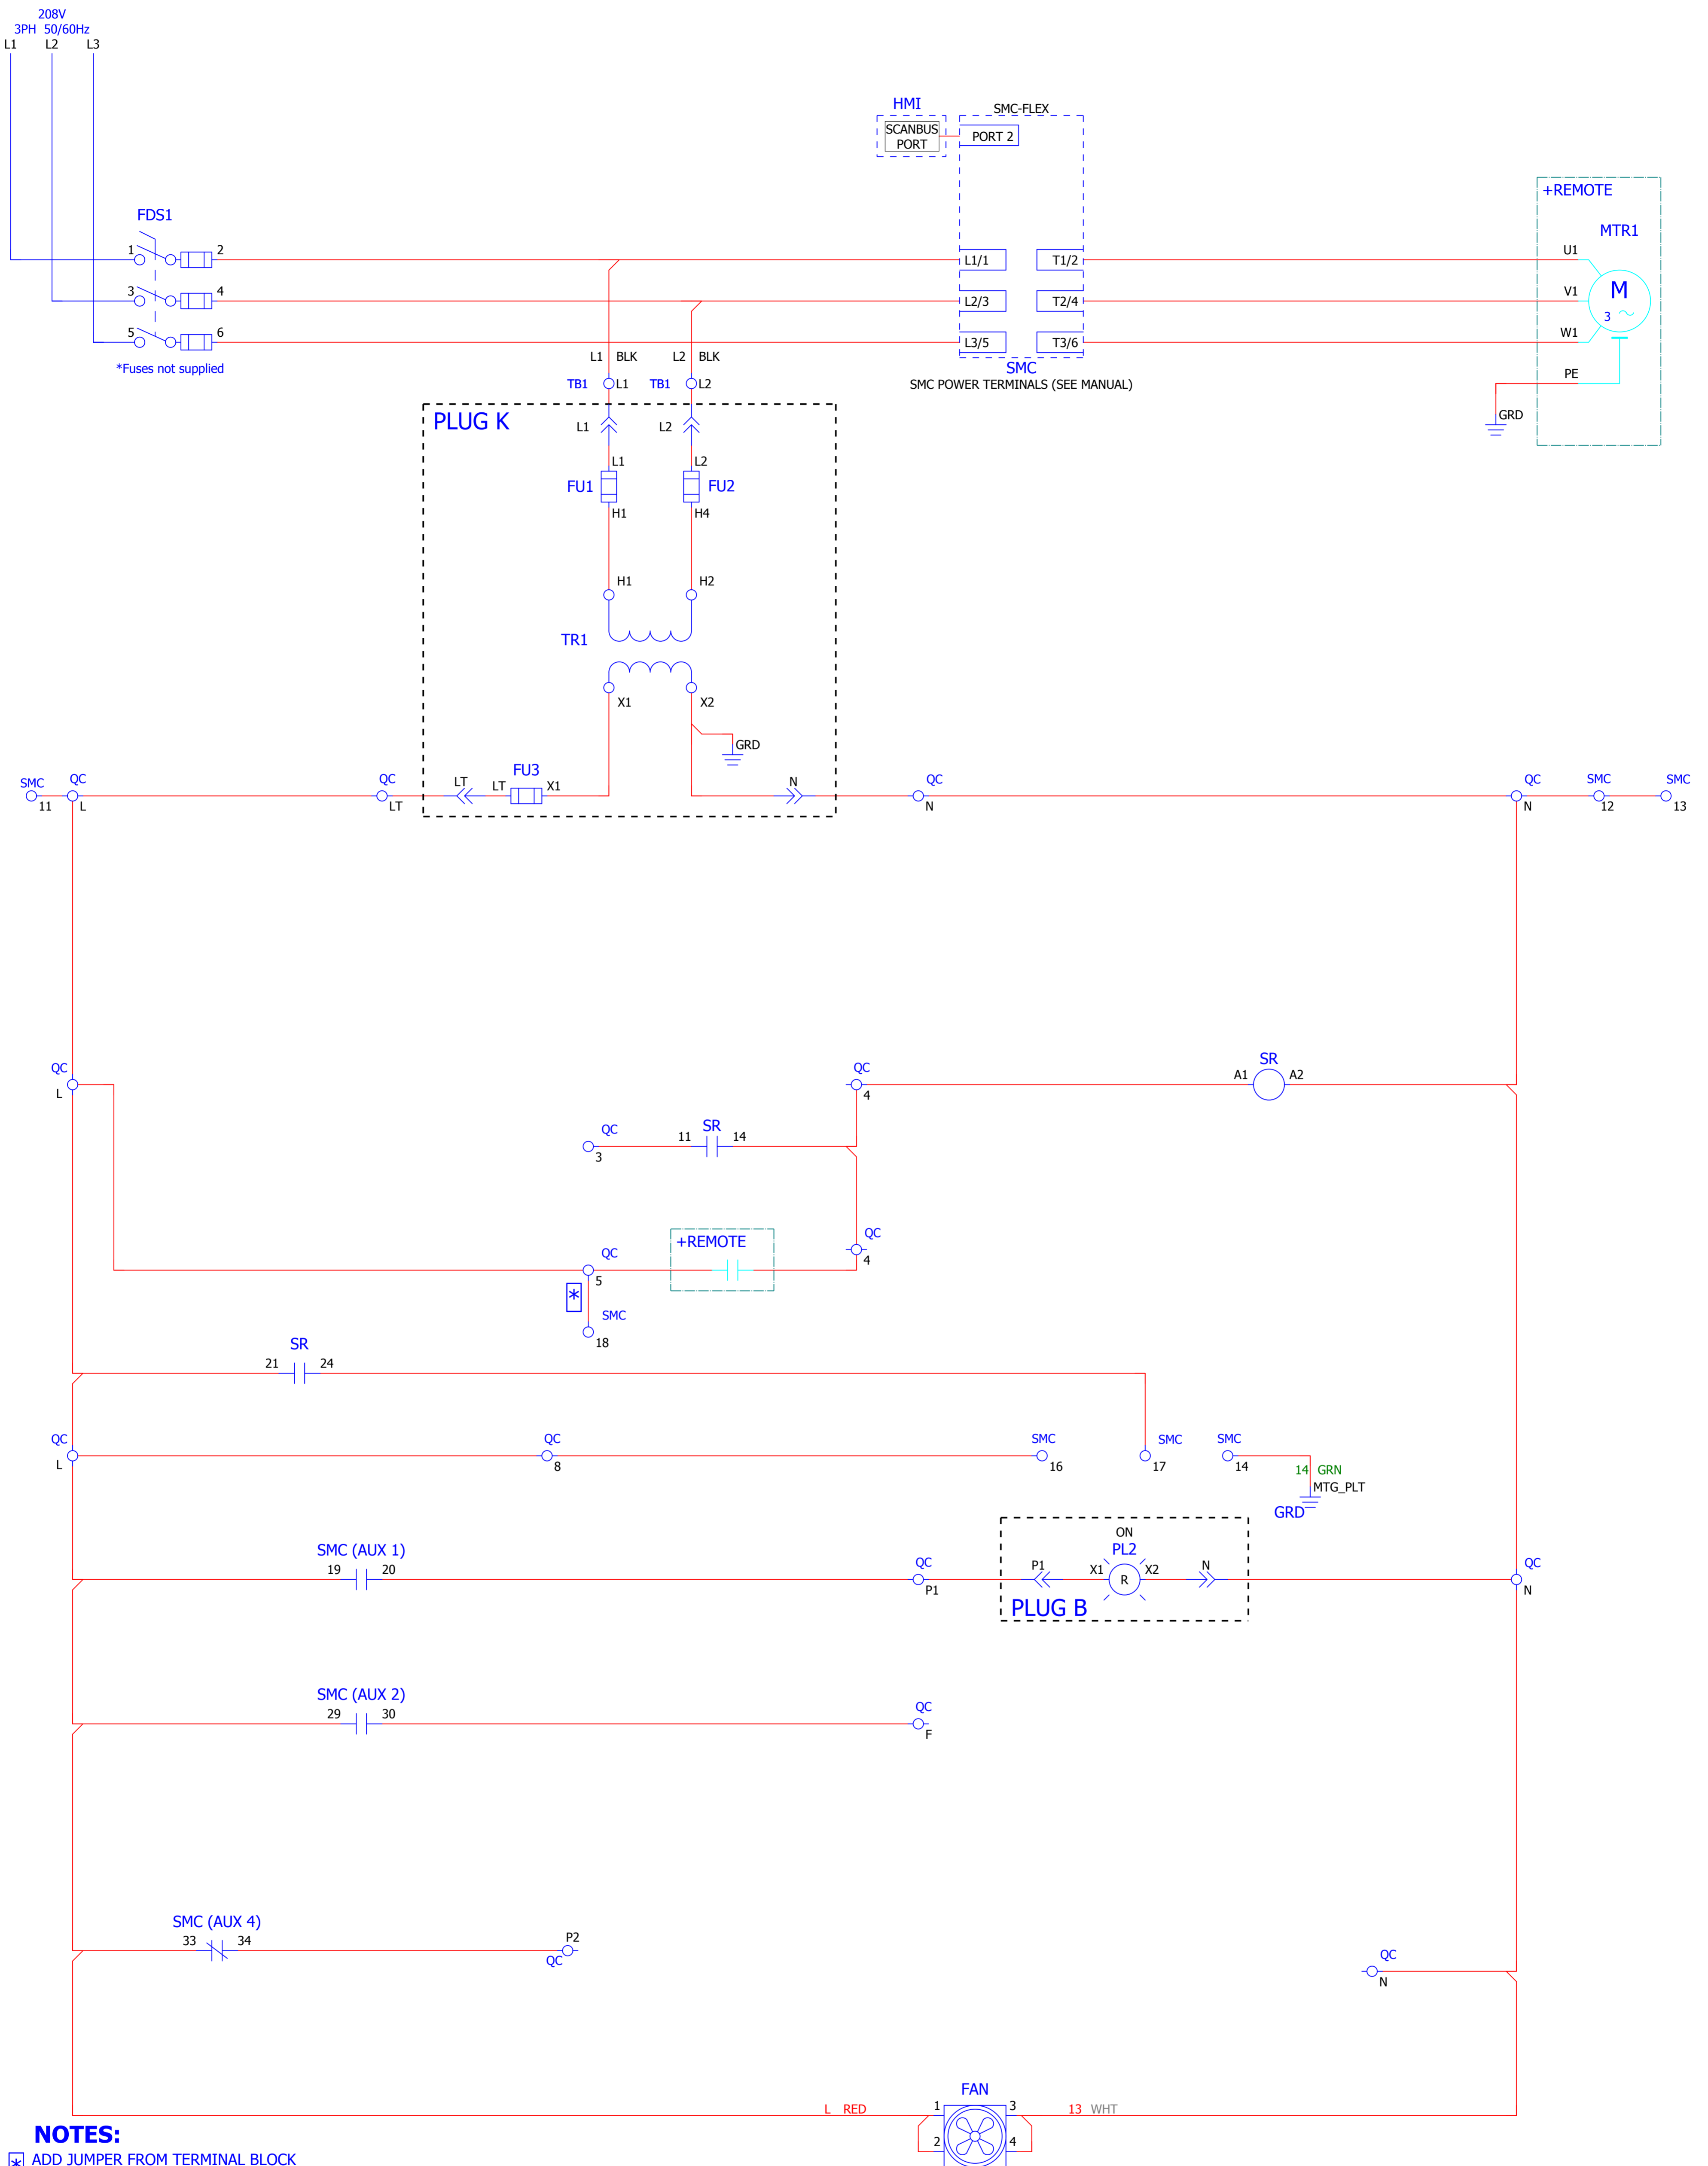 208V
3PH 50/60Hz
L1 L2 L3
HMI
SCANBUS
PORT
SMC-FLEX
PORT 2
+REMOTE
MTR1
FDS1
1 2
3 4
5 6
*Fuses not supplied
L1/1 T1/2
L2/3 T2/4
L3/5 T3/6
U1
V1
W1
PE
M
3
GRD
SMC
SMC POWER TERMINALS (SEE MANUAL)
L1 BLK L2 BLK
TB1 L1 TB1 L2
PLUG K
L1 L2
L1 L2
FU1 FU2
H1 H4
H1 H2
TR1
X1 X2
GRD
SMC
11
QC
L
QC
LT
LT
LT
FU3
X1
N
QC
N
QC
N
SMC
12
SMC
13
QC
L
QC
4
SR
A1 A2
QC
3
SR
11 14
QC
4
+REMOTE
QC
5
*
SMC
18
SR
21 24
QC
L
QC
8
SMC
16
SMC
17
SMC
14
14 GRN
MTG_PLT
GRD
SMC (AUX 1)
19 20
QC
P1
ON
PL2
P1
X1
R
X2
N
PLUG B
QC
N
SMC (AUX 2)
29 30
QC
F
SMC (AUX 4)
33 34
P2
QC
QC
N
FAN
L RED
1 3
13 WHT
2 4
NOTES:
* ADD JUMPER FROM TERMINAL BLOCK